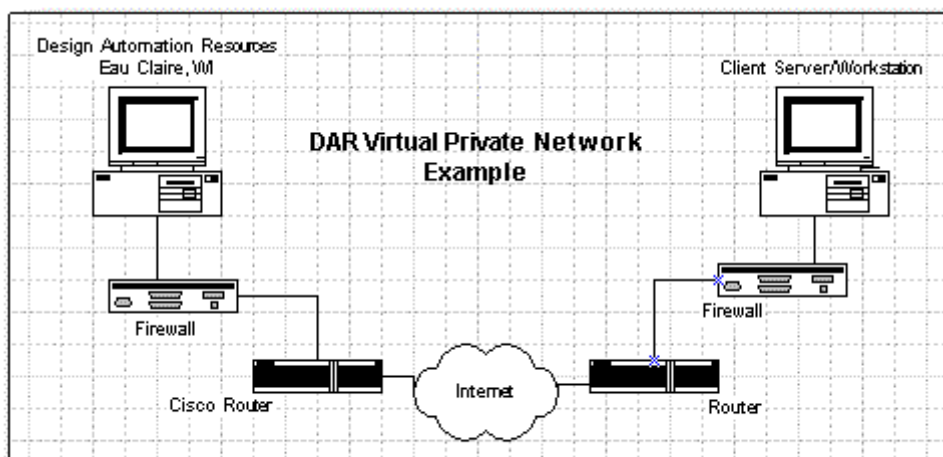 Design Automation Resources
Eau Claire, WI
Client Server/Workstation
DAR Virtual Private Network
Example
Firewall
Firewall
Cisco Router
Internet
Router